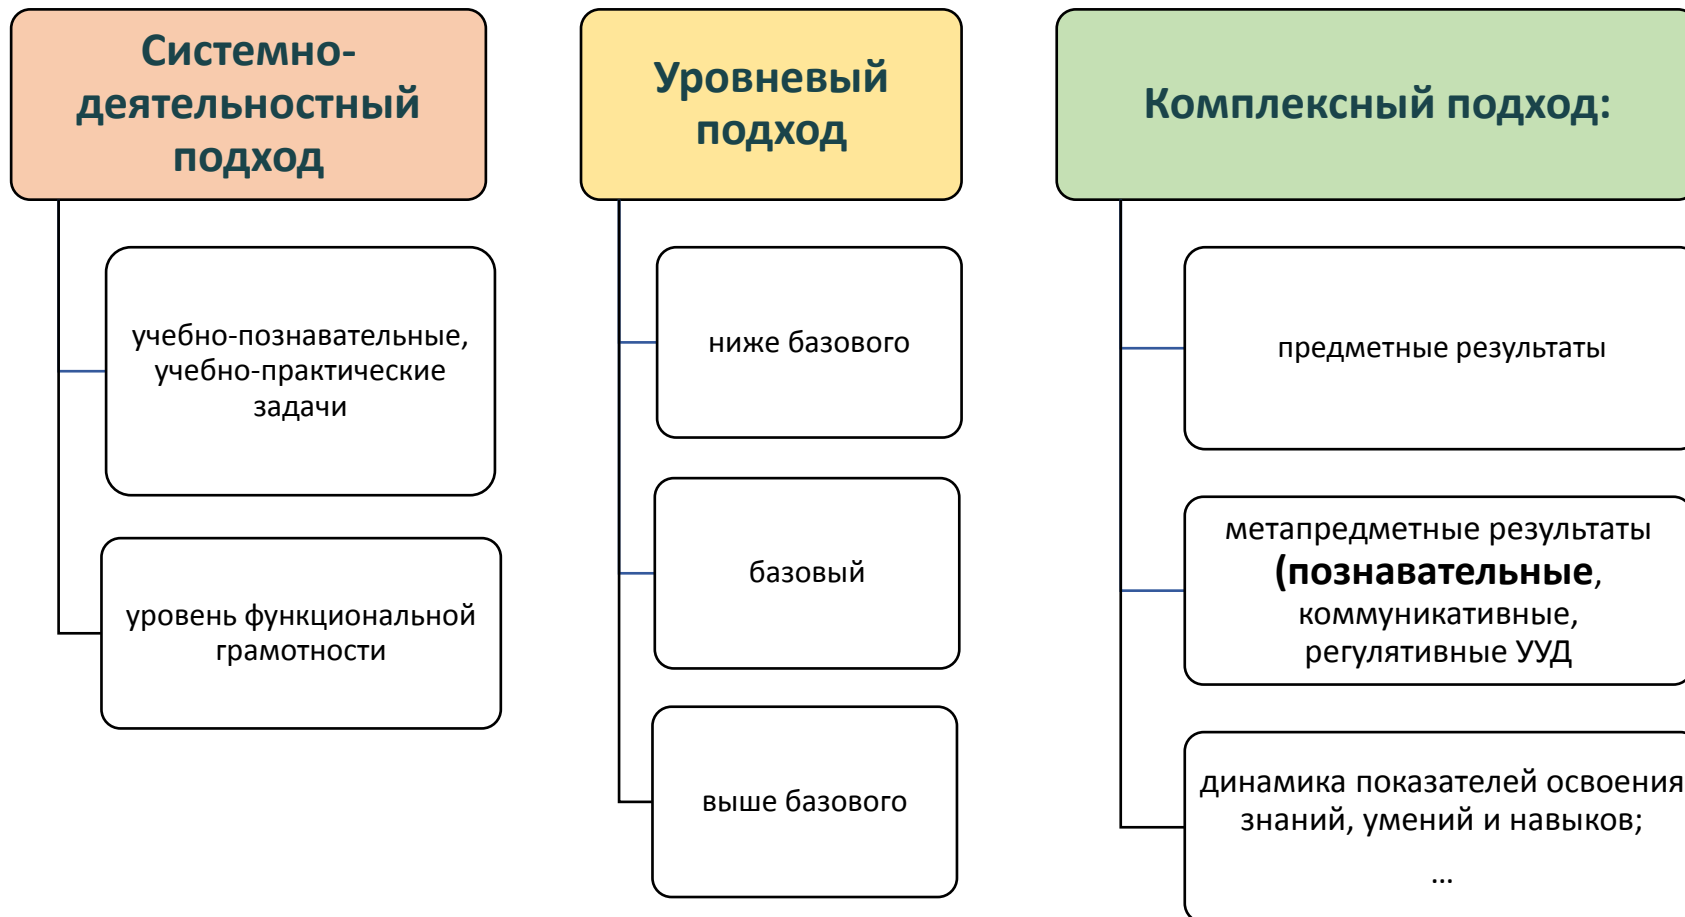 Системно-
деятельностный
подход
учебно-познавательные,
учебно-практические
задачи
уровень функциональной
грамотности
Уровневый
подход
ниже базового
базовый
выше базового
Комплексный подход:
предметные результаты
метапредметные результаты
(познавательные,
коммуникативные,
регулятивные УУД
динамика показателей освоения
знаний, умений и навыков;
...